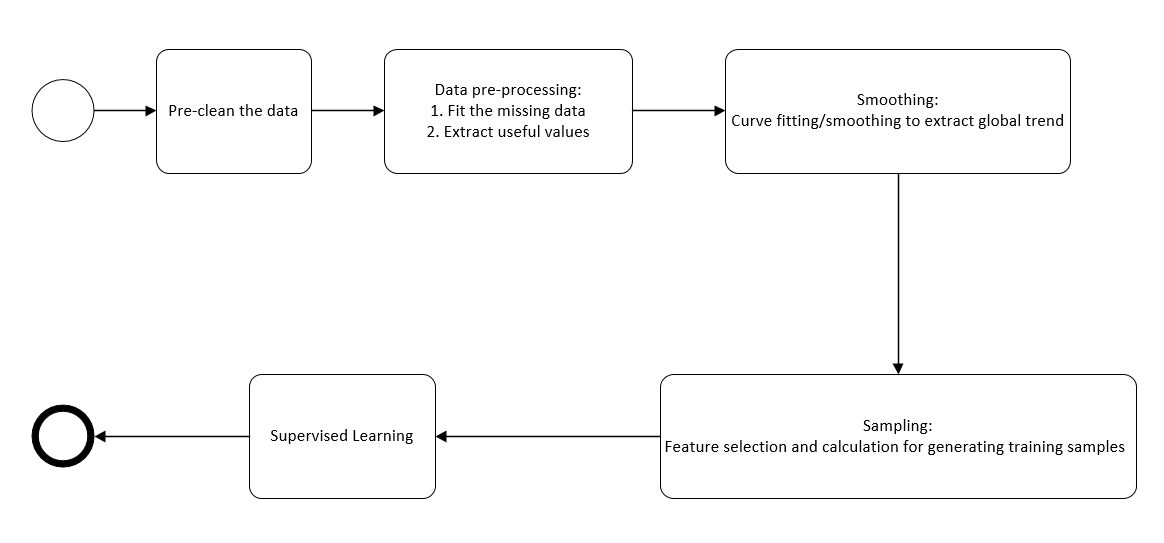 Pre-clean the data
Data pre-processing:
1. Fit the missing data
2. Extract useful values
Smoothing:
Curve fitting/smoothing to extract global trend
Supervised Learning
Sampling:
Feature selection and calculation for generating training samples